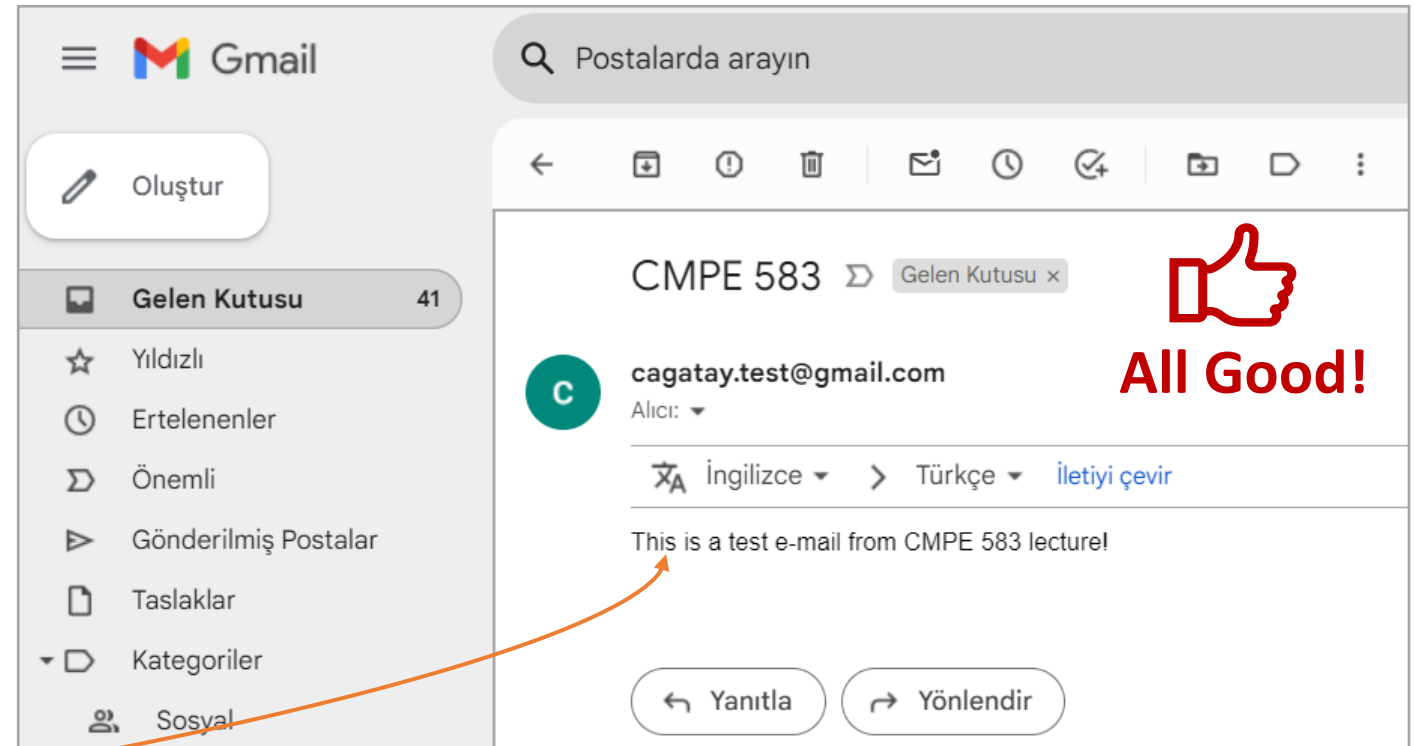 Gmail
Postalarda arayın
Oluştur
Gelen Kutusu 41
Yıldızlı
Ertelenenler
Önemli
Gönderilmiş Postalar
Taslaklar
Kategoriler
Sosyal
CMPE 583 Gelen Kutusu ×
All Good!
C
cagatay.test@gmail.com
Alıcı:
İngilizce > Türkçe İletiyi çevir
This is a test e-mail from CMPE 583 lecture!
Yanıtla Yönlendir